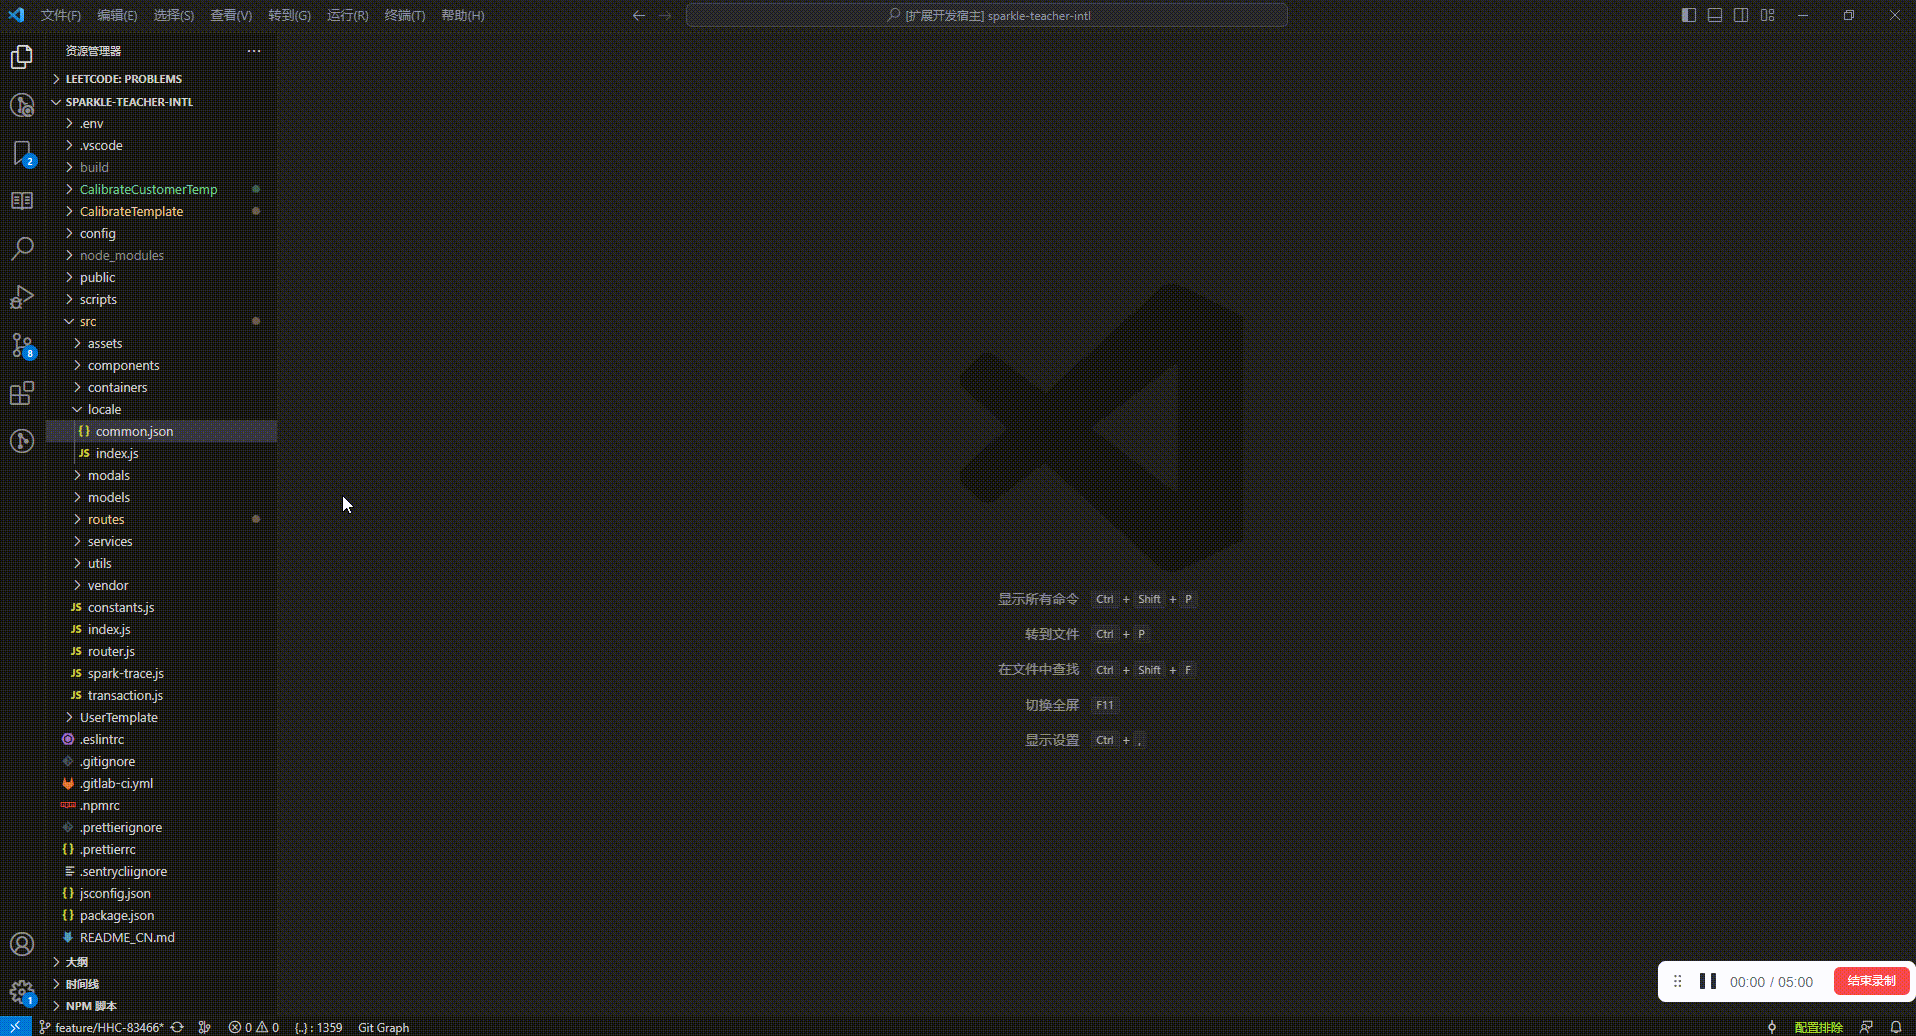 文件(F) 编辑(E) 选择(S) 查看(V) 转到(G) 运行(R) 终端(T) 帮助(H) [扩展开发宿主] sparkle-teacher-intl
资源管理器
LEETCODE: PROBLEMS
SPARKLE-TEACHER-INTL
.env
.vscode
build
CalibrateCustomerTemp
CalibrateTemplate
config
node_modules
public
scripts
src
assets
components
containers
locale
{} common.json
JS index.js
modals
models
routes
services
utils
vendor
JS constants.js
JS index.js
JS router.js
JS spark-trace.js
JS transaction.js
UserTemplate
.eslintrc
.gitignore
.gitlab-ci.yml
.npmrc
.prettierignore
{} .prettierrc
.sentrycliignore
{} jsconfig.json
{} package.json
README_CN.md
大纲
时间线
NPM 脚本
2
8
1
显示所有命令 Ctrl + Shift + P
转到文件 Ctrl + P
在文件中查找 Ctrl + Shift + F
切换全屏 F11
显示设置 Ctrl + ,
00:00 / 05:00 结束录制
feature/HHC-83466* 0 0 {..} : 1359 Git Graph 配置排除